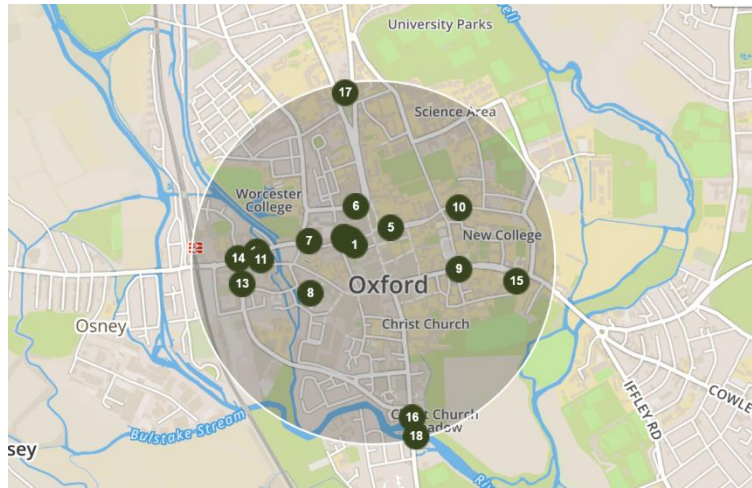 University Parks
17
Science Area
Worcester
College
6
10
5
New College
7
1
14
11
9
13
Oxford
15
8
Christ Church
Osney
IFFLEY RD
COWLE
16
Church
18
Bulstake Stream
sey